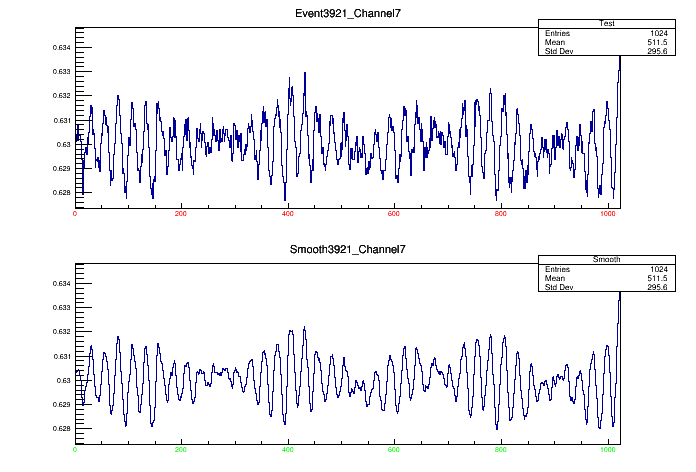 Event3921_Channel7
Test
Entries 1024
Mean 511.5
Std Dev 295.6
0.634
0.633
0.632
0.631
0.63
0.629
0.628
0 200 400 600 800 1000
Smooth3921_Channel7
Smooth
Entries 1024
Mean 511.5
Std Dev 295.6
0.634
0.633
0.632
0.631
0.63
0.629
0.628
0 200 400 600 800 1000